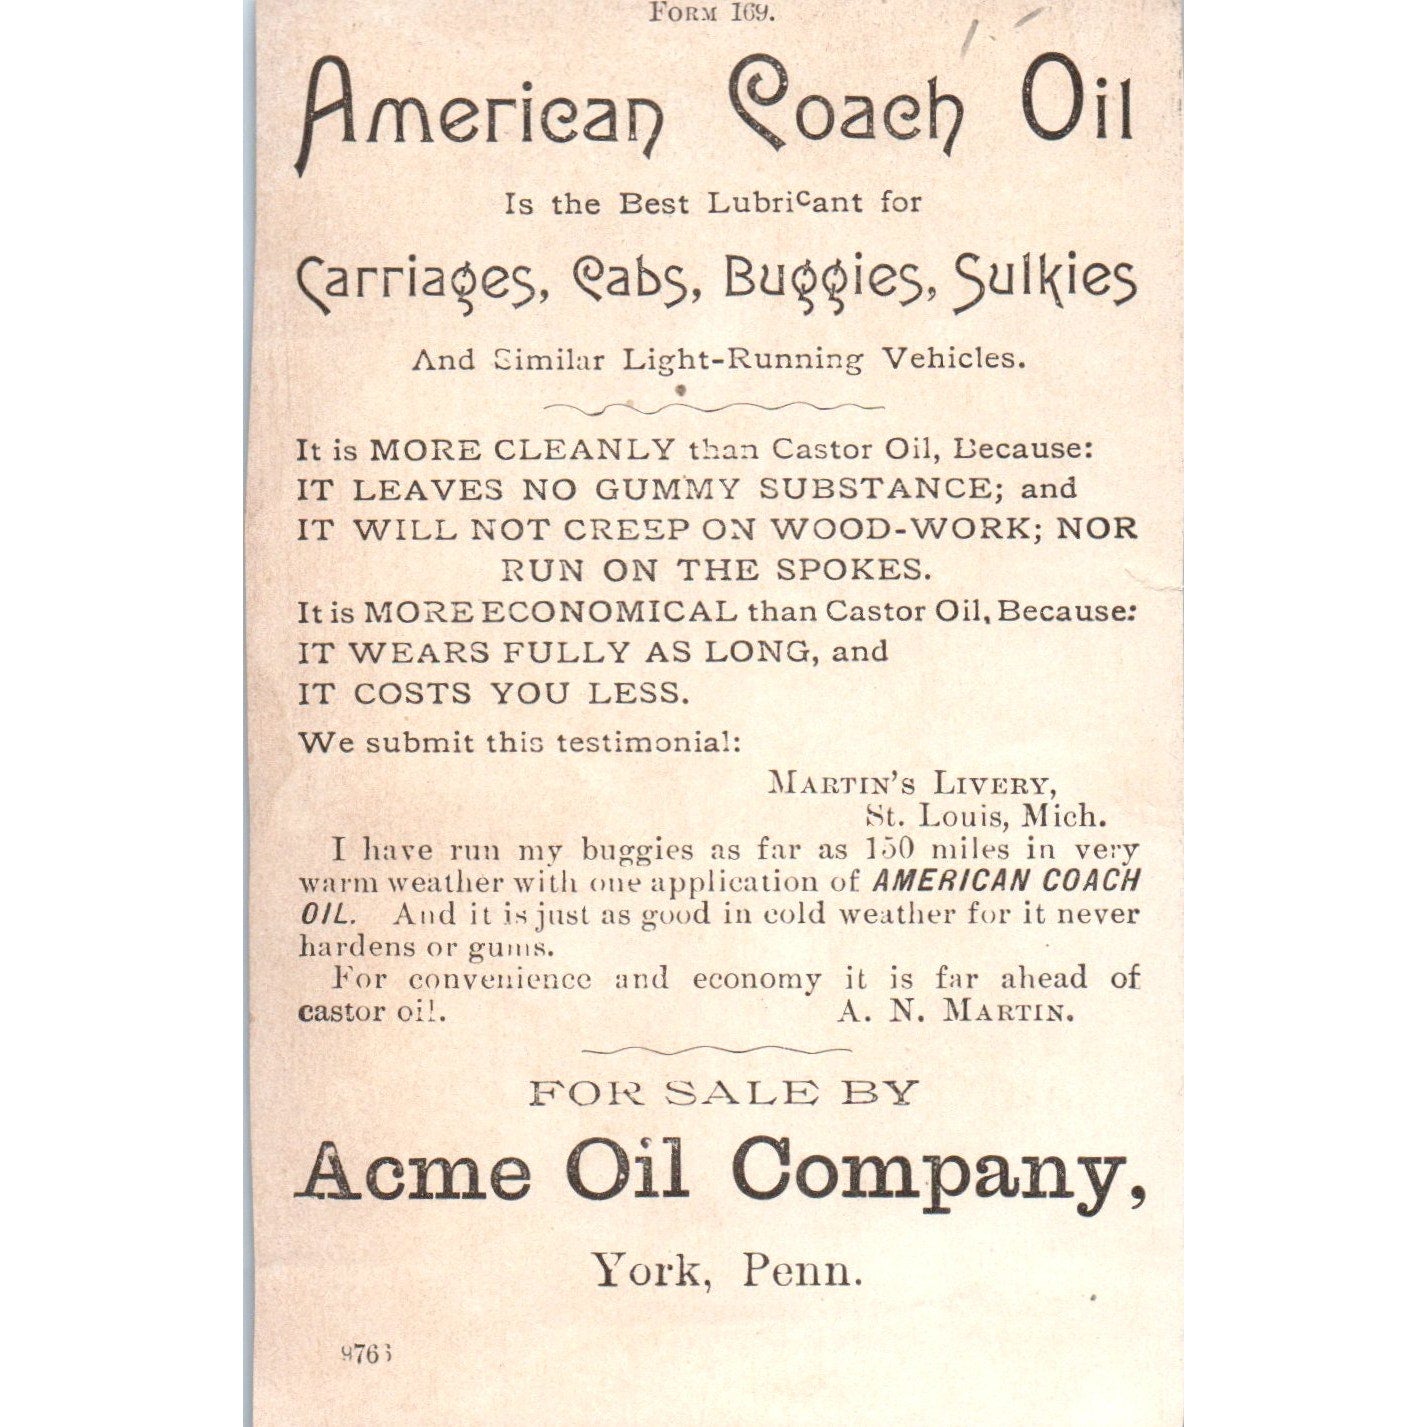 FORM 169.
American Coach Oil
Is the Best Lubricant for
Carriages, Cabs, Buggies, Sulkies
And Similar Light-Running Vehicles.
It is MORE CLEANLY than Castor Oil, Because:
IT LEAVES NO GUMMY SUBSTANCE; and
IT WILL NOT CREEP ON WOOD-WORK; NOR
RUN ON THE SPOKES.
It is MORE ECONOMICAL than Castor Oil, Because:
IT WEARS FULLY AS LONG, and
IT COSTS YOU LESS.
We submit this testimonial:
MARTIN'S LIVERY,
St. Louis, Mich.
I have run my buggies as far as 150 miles in very
warm weather with one application of AMERICAN COACH
OIL. And it is just as good in cold weather for it never
hardens or gums.
For convenience and economy it is far ahead of
castor oil. A. N. MARTIN.
FOR SALE BY
Acme Oil Company,
York, Penn.